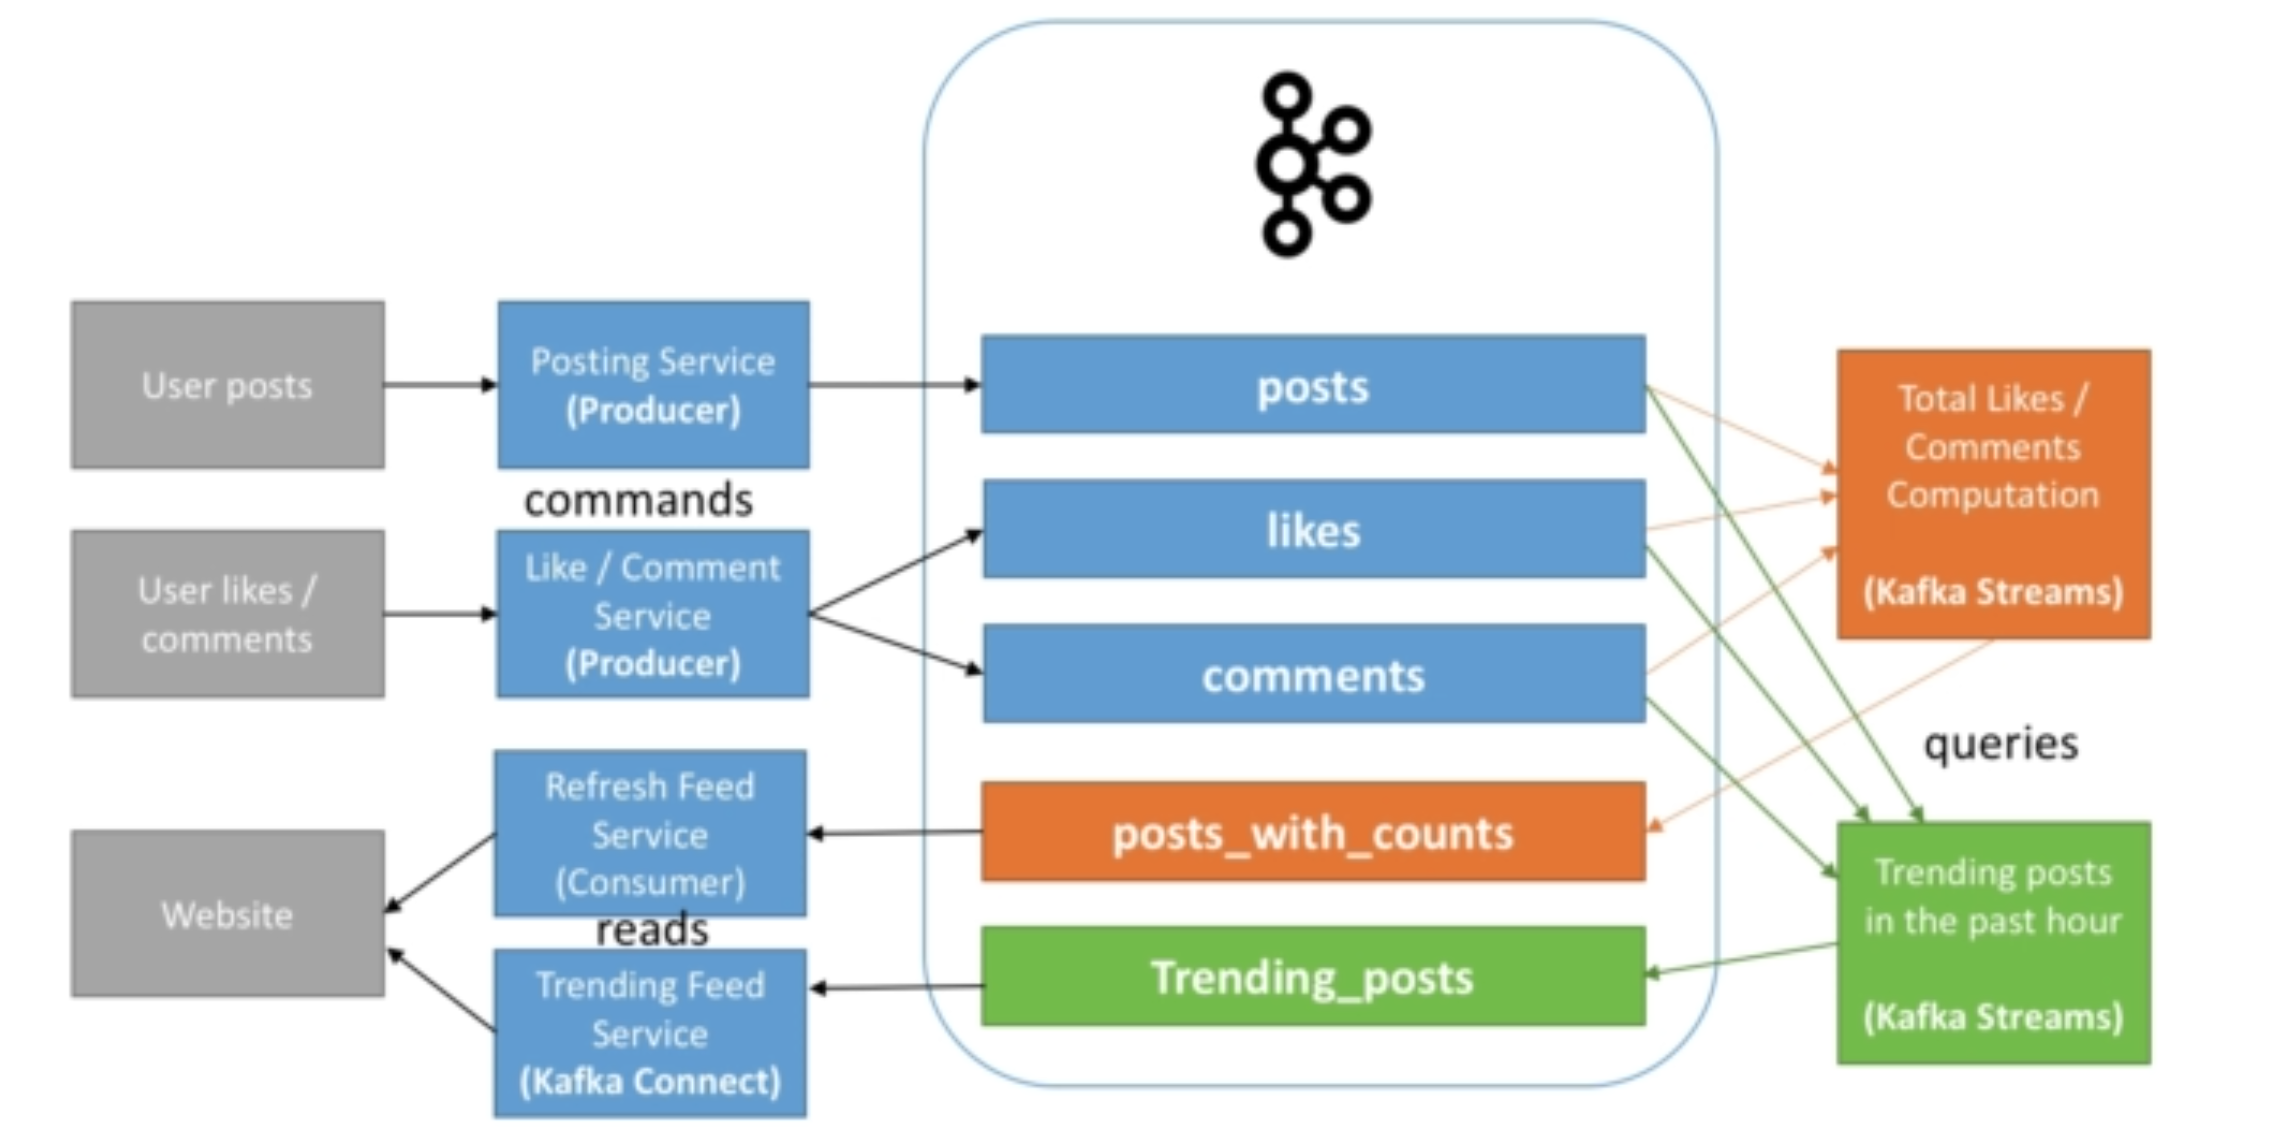 User posts
Posting Service
(Producer)
posts
commands
User likes /
comments
Like / Comment
Service
(Producer)
likes
comments
Total Likes /
Comments
Computation
(Kafka Streams)
queries
Website
Refresh Feed
Service
(Consumer)
reads
Trending Feed
Service
(Kafka Connect)
posts_with_counts
Trending_posts
Trending posts
in the past hour
(Kafka Streams)